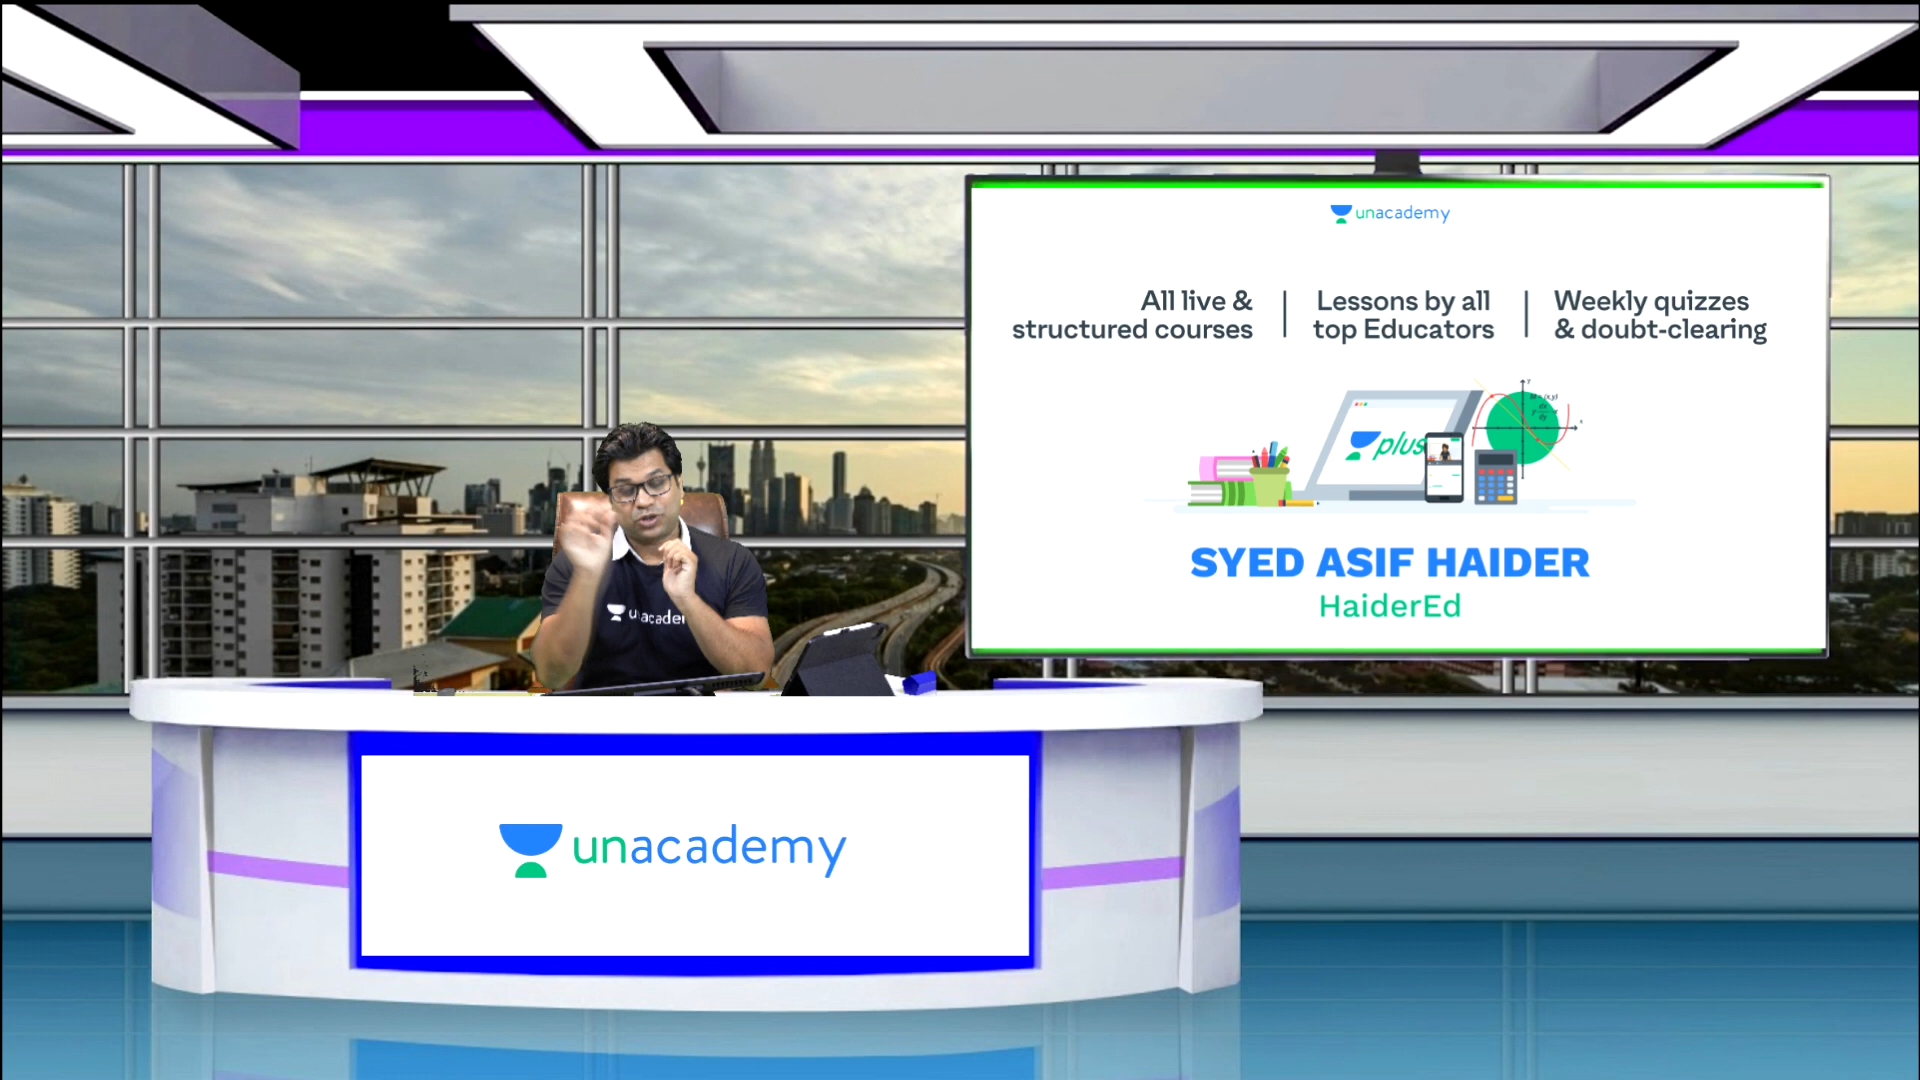 unacademy
All live &
structured courses
Lessons by all
top Educators
Weekly quizzes
& doubt-clearing
plus
SYED ASIF HAIDER
HaiderEd
unacade
unacademy